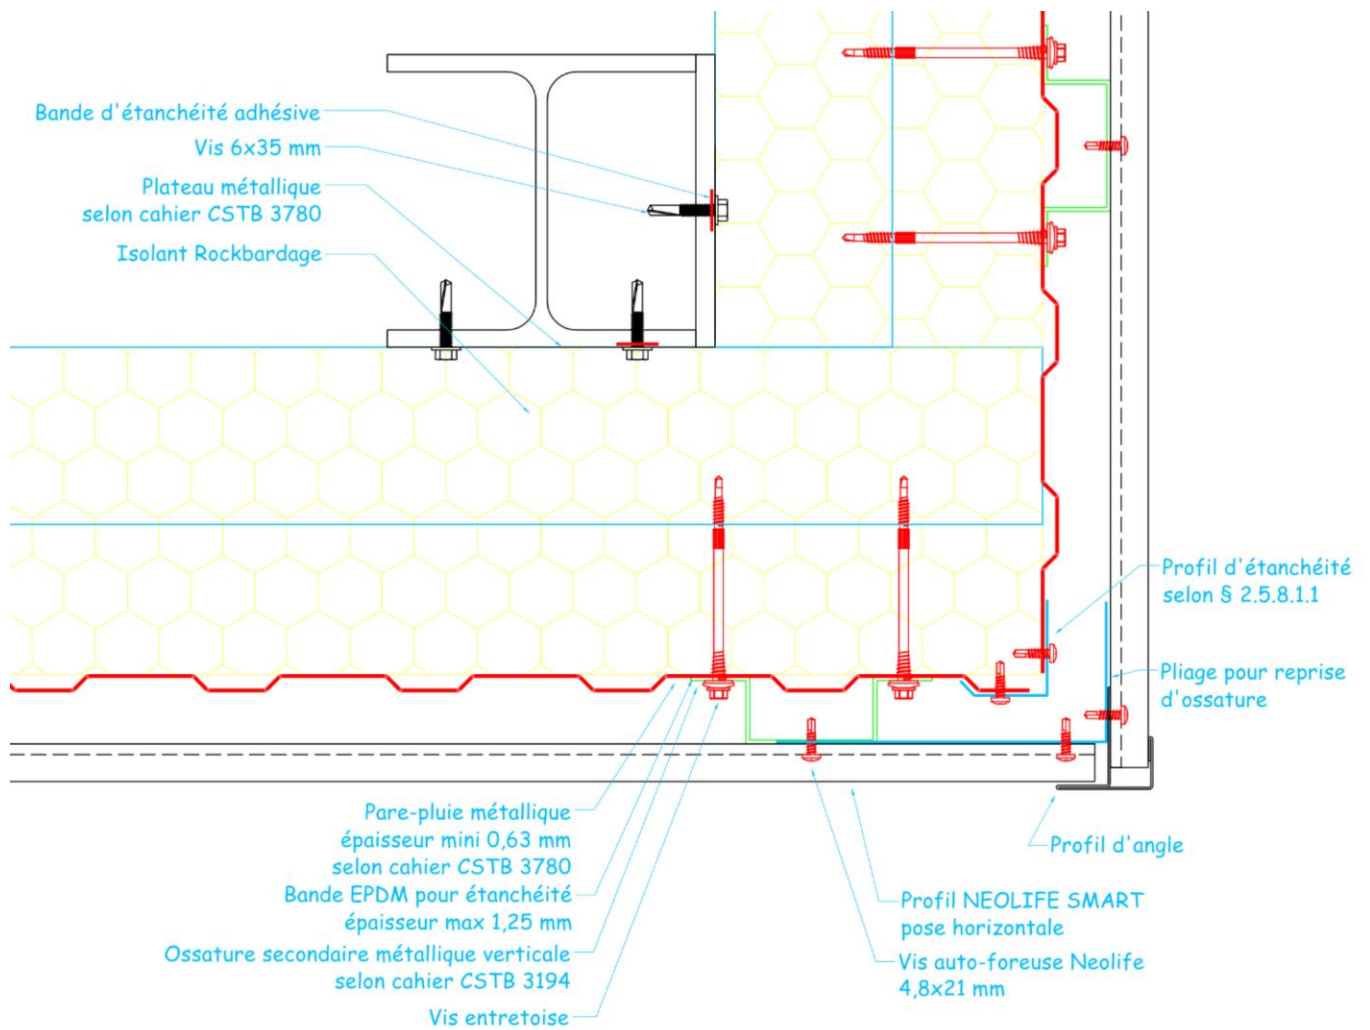 Bande d'étanchéité adhésive
Vis 6x35 mm
Plateau métallique
selon cahier CSTB 3780
Isolant Rockbardage
Profil d'étanchéité
selon § 2.5.8.1.1
Pliage pour reprise
d'ossature
Pare-pluie métallique
épaisseur mini 0,63 mm
selon cahier CSTB 3780
Bande EPDM pour étanchéité
épaisseur max 1,25 mm
Ossature secondaire métallique verticale
selon cahier CSTB 3194
Vis entretoise
Profil d'angle
Profil NEOLIFE SMART
pose horizontale
Vis auto-foreuse Neolife
4,8x21 mm